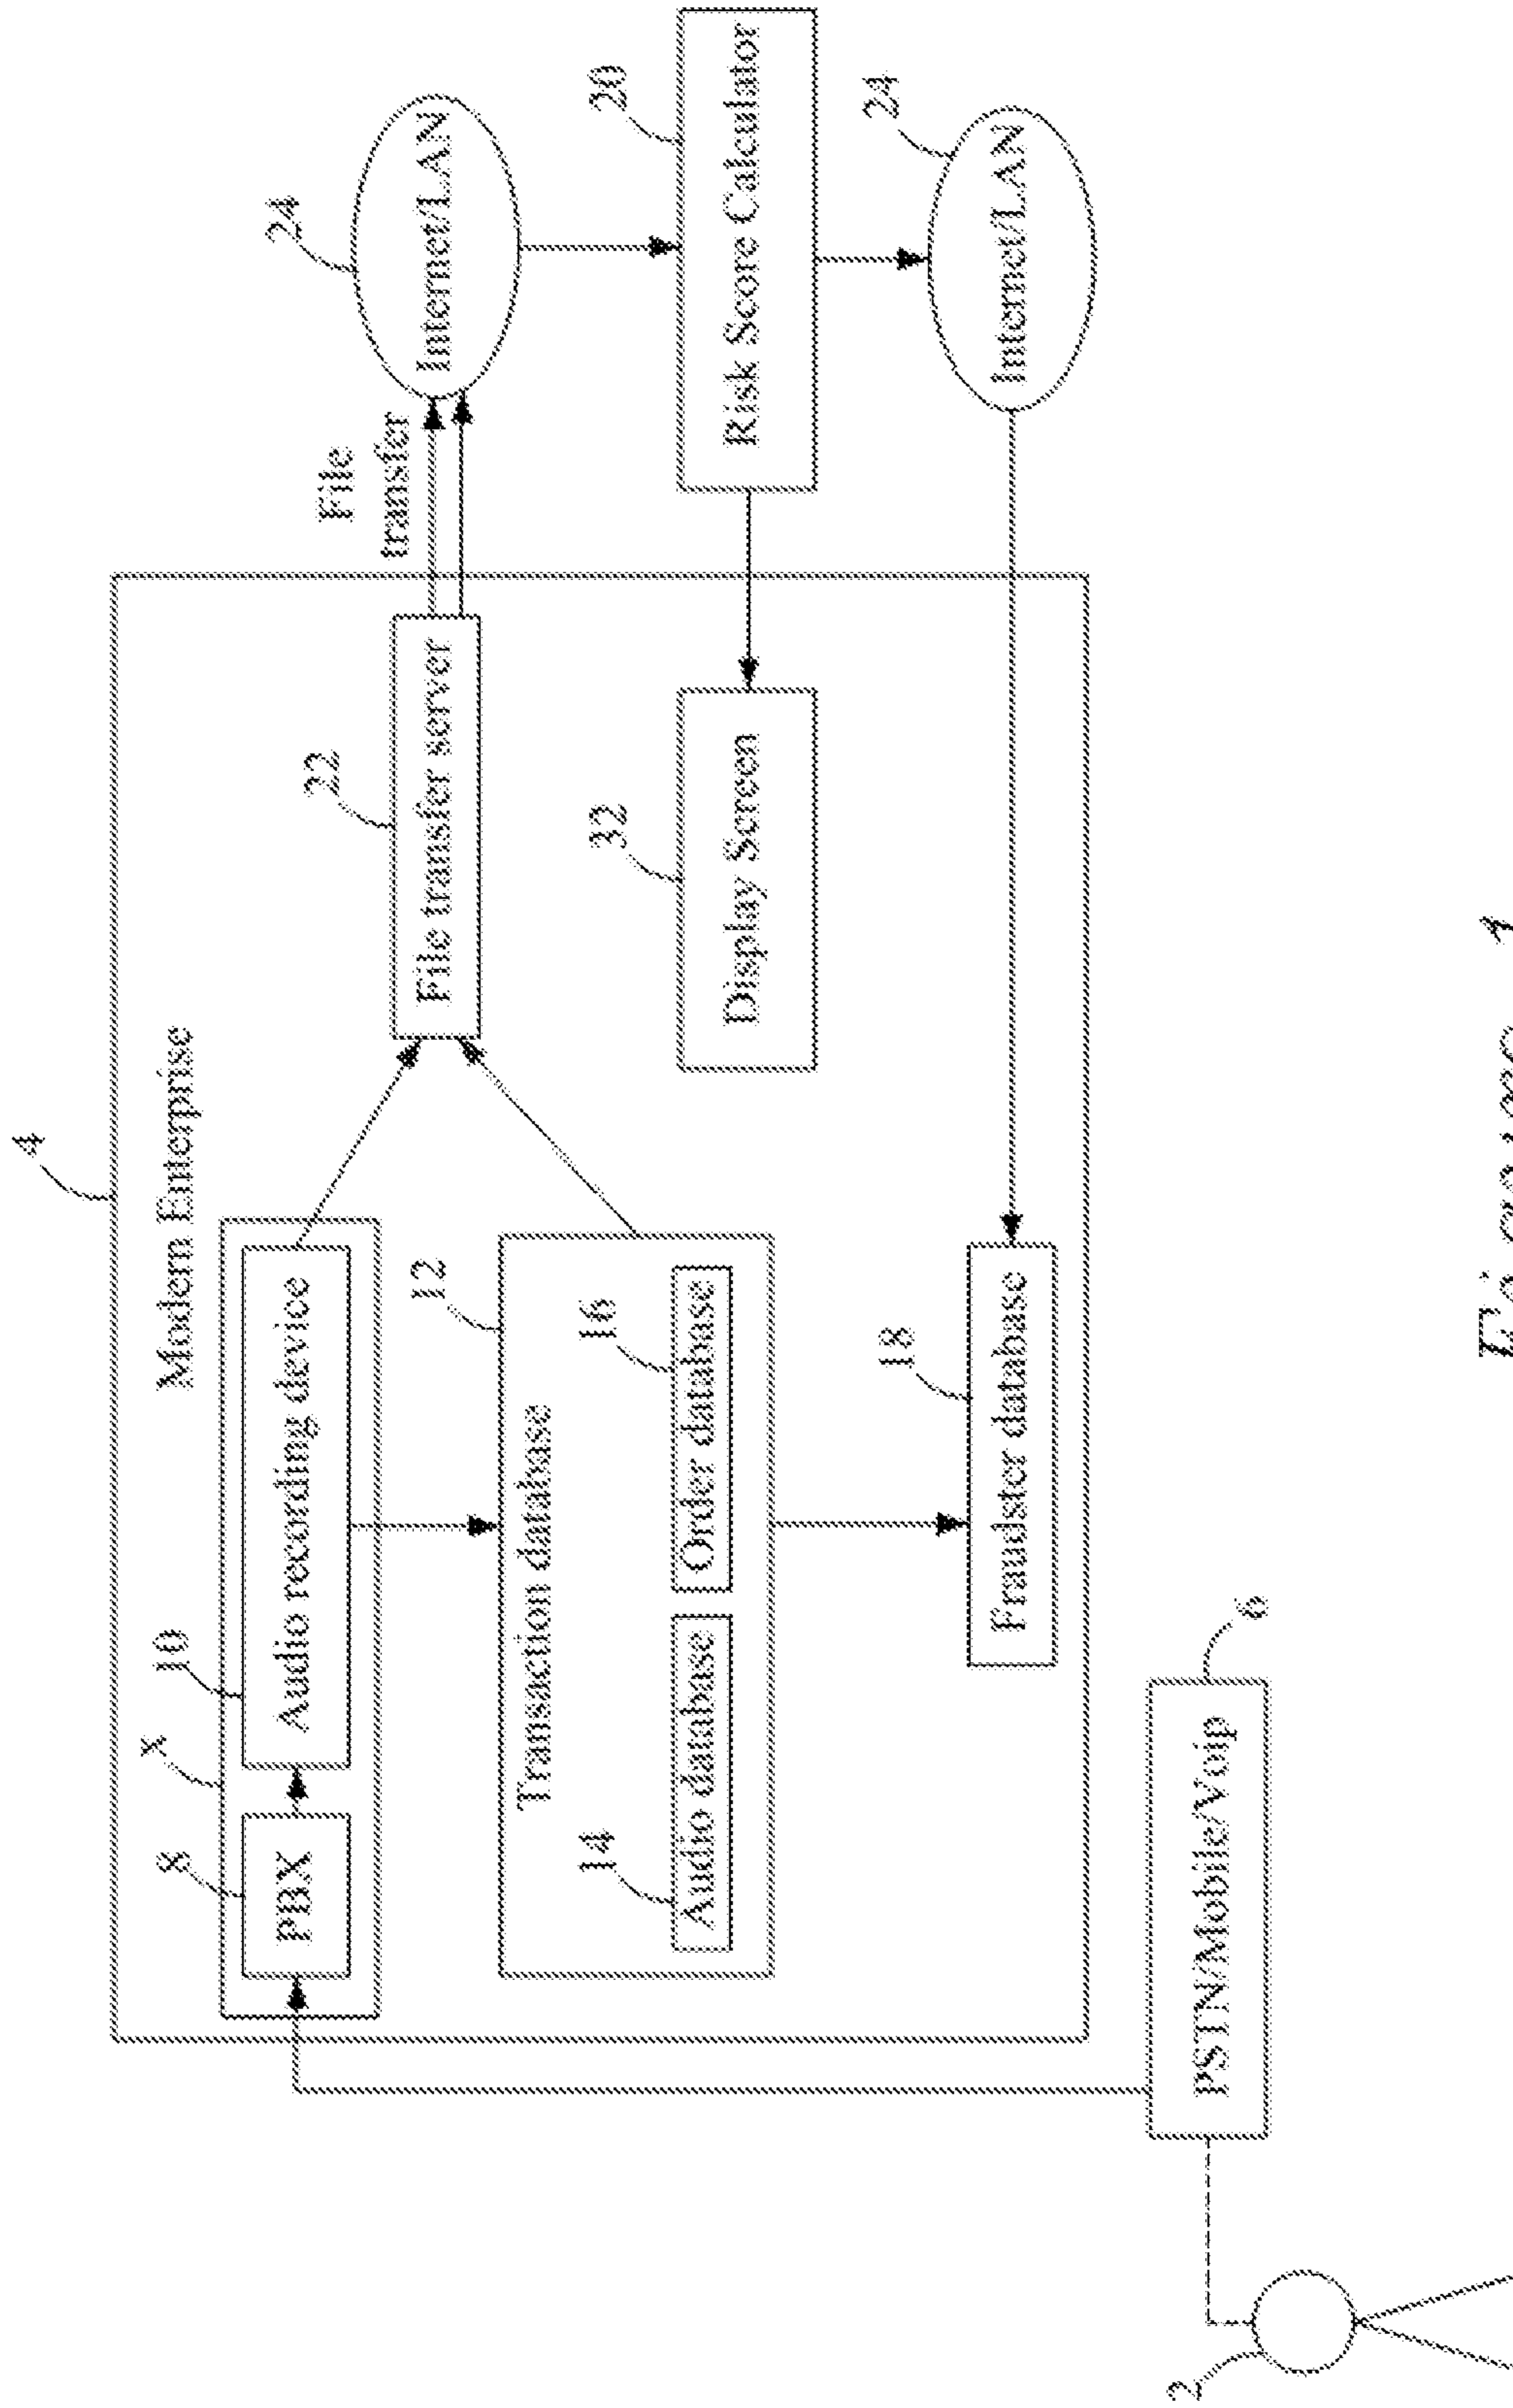 4
Modern Enterprise
x
8
PBX
10
Audio recording device
22
File transfer server
File
transfer
24
Internet/LAN
12
Transaction database
14
Audio database
16
Order database
32
Display Screen
20
Risk Score Calculator
18
Fraudster database
24
Internet/LAN
6
PSTN/Mobile/Voip
2